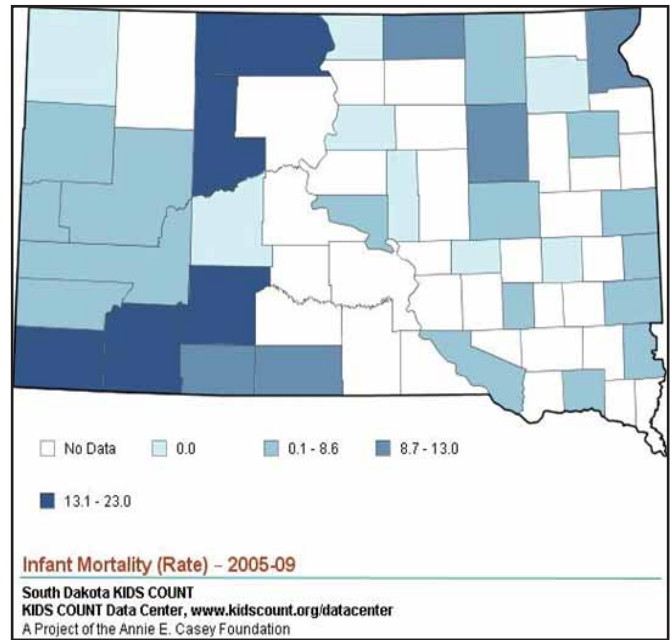 No Data 0.0 0.1 - 8.6 8.7 - 13.0
13.1 - 23.0
Infant Mortality (Rate) – 2005-09
South Dakota KIDS COUNT
KIDS COUNT Data Center, www.kidscount.org/datacenter
A Project of the Annie E. Casey Foundation